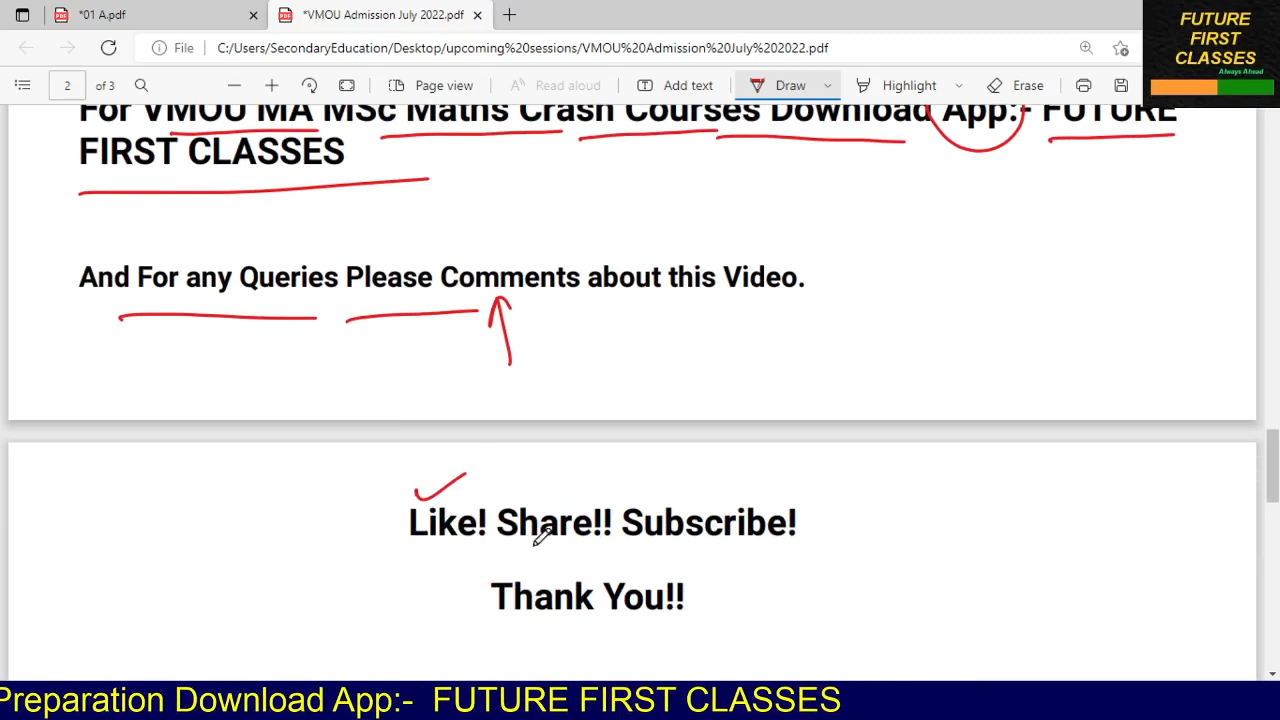 *01 A.pdf
*VMOU Admission July 2022.pdf
File C:/Users/SecondaryEducation/Desktop/upcoming%20sessions/VMOU%20Admission%20July%202022.pdf
2 of 3
Page view
Read aloud
Add text
Draw
Highlight
Erase
FUTURE
FIRST
CLASSES
Always Ahead
For VMOU MA MSc Maths Crash Courses Download App:- FUTURE
FIRST CLASSES
And For any Queries Please Comments about this Video.
Like! Share!! Subscribe!
Thank You!!
Preparation Download App:- FUTURE FIRST CLASSES